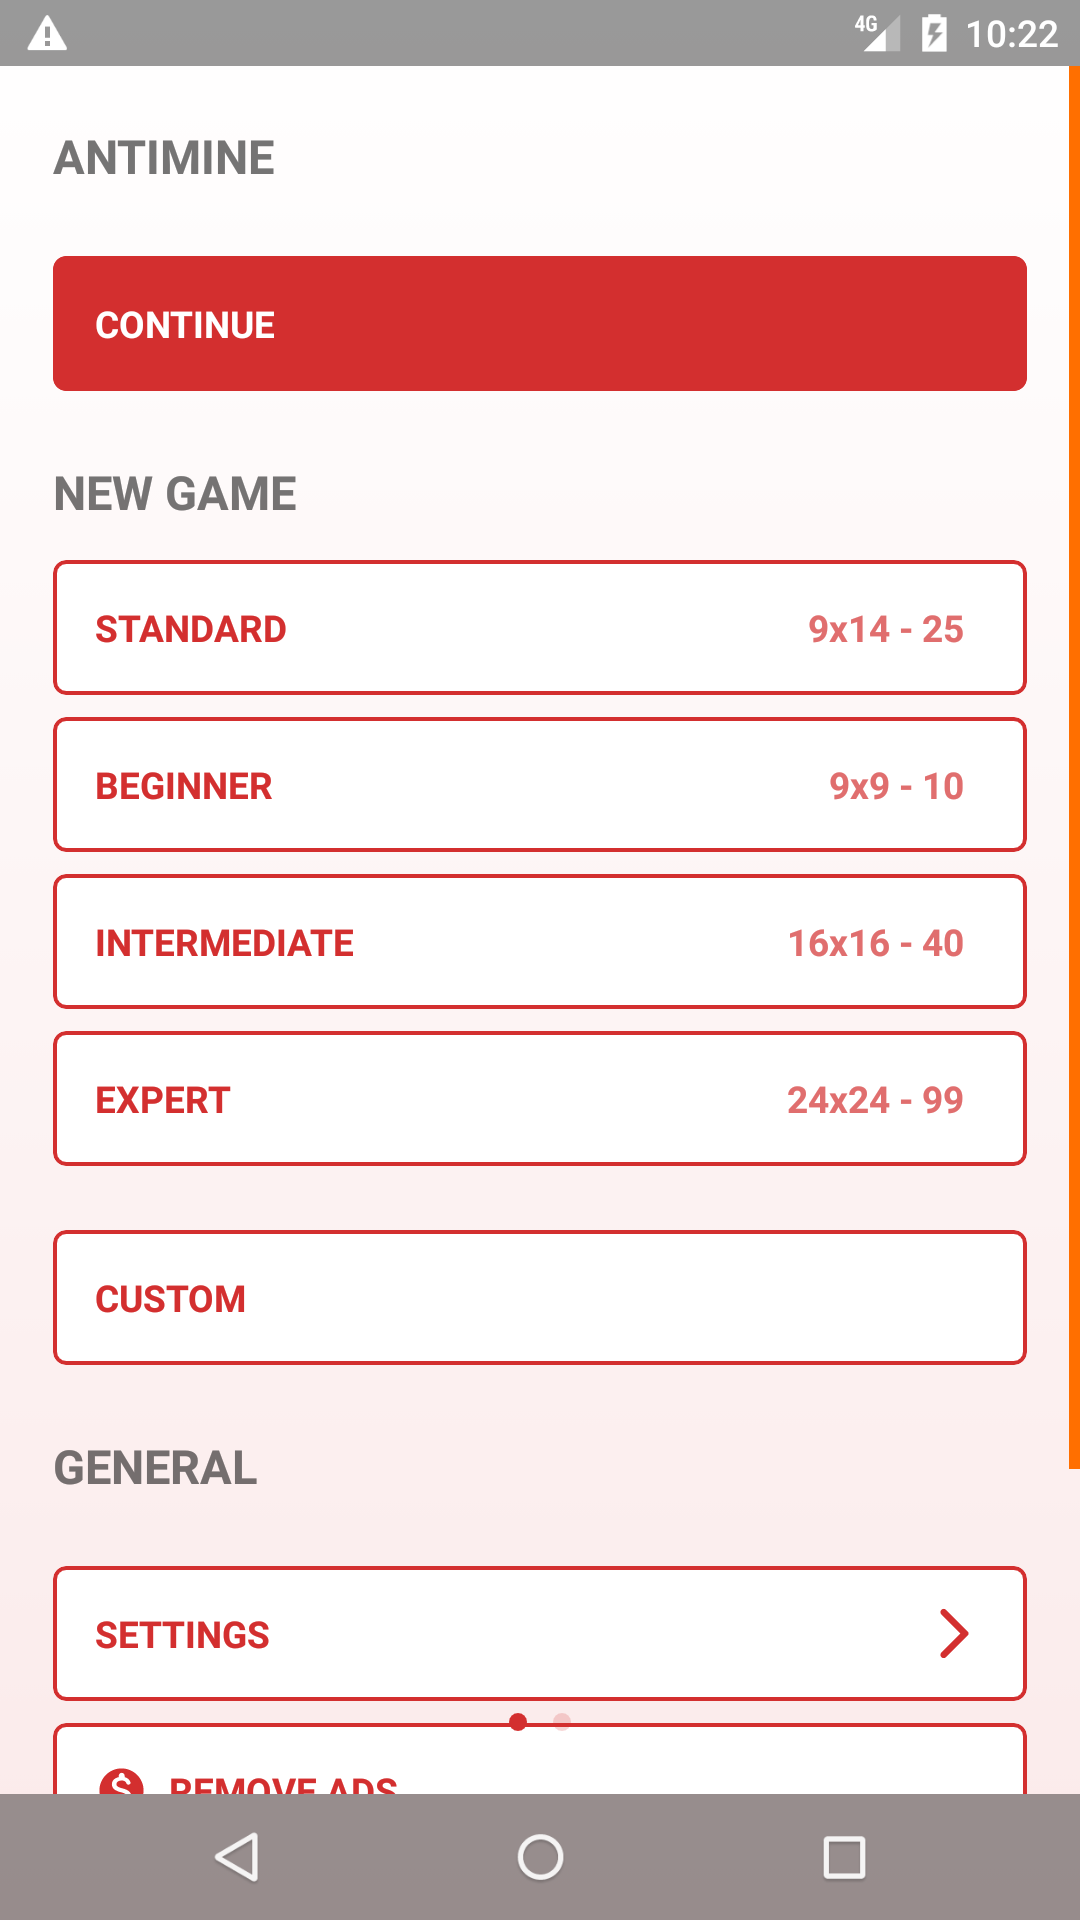 4G 10:22
ANTIMINE
CONTINUE
NEW GAME
STANDARD 9x14 - 25
BEGINNER 9x9 - 10
INTERMEDIATE 16x16 - 40
EXPERT 24x24 - 99
CUSTOM
GENERAL
SETTINGS
REMOVE ADS